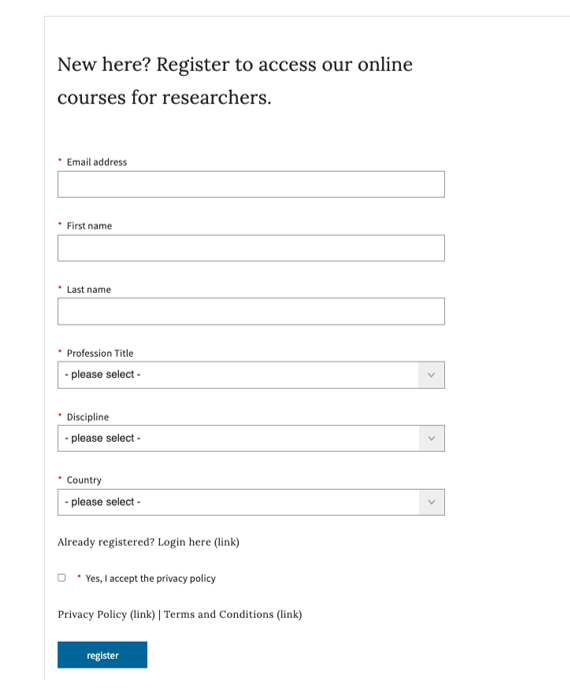 New here? Register to access our online
courses for researchers.
* Email address
* First name
* Last name
* Profession Title
- please select -
* Discipline
- please select -
* Country
- please select -
Already registered? Login here (link)
* Yes, I accept the privacy policy
Privacy Policy (link) | Terms and Conditions (link)
register